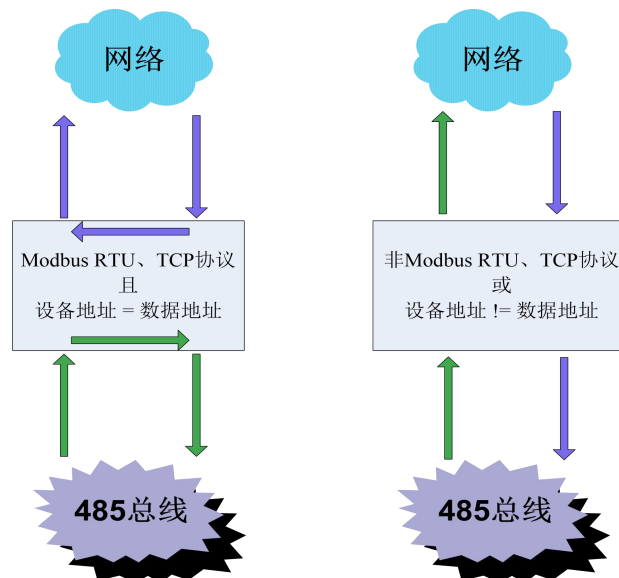 网络
网络
Modbus RTU、TCP协议
且
设备地址 = 数据地址
非Modbus RTU、TCP协议
或
设备地址 != 数据地址
485总线
485总线